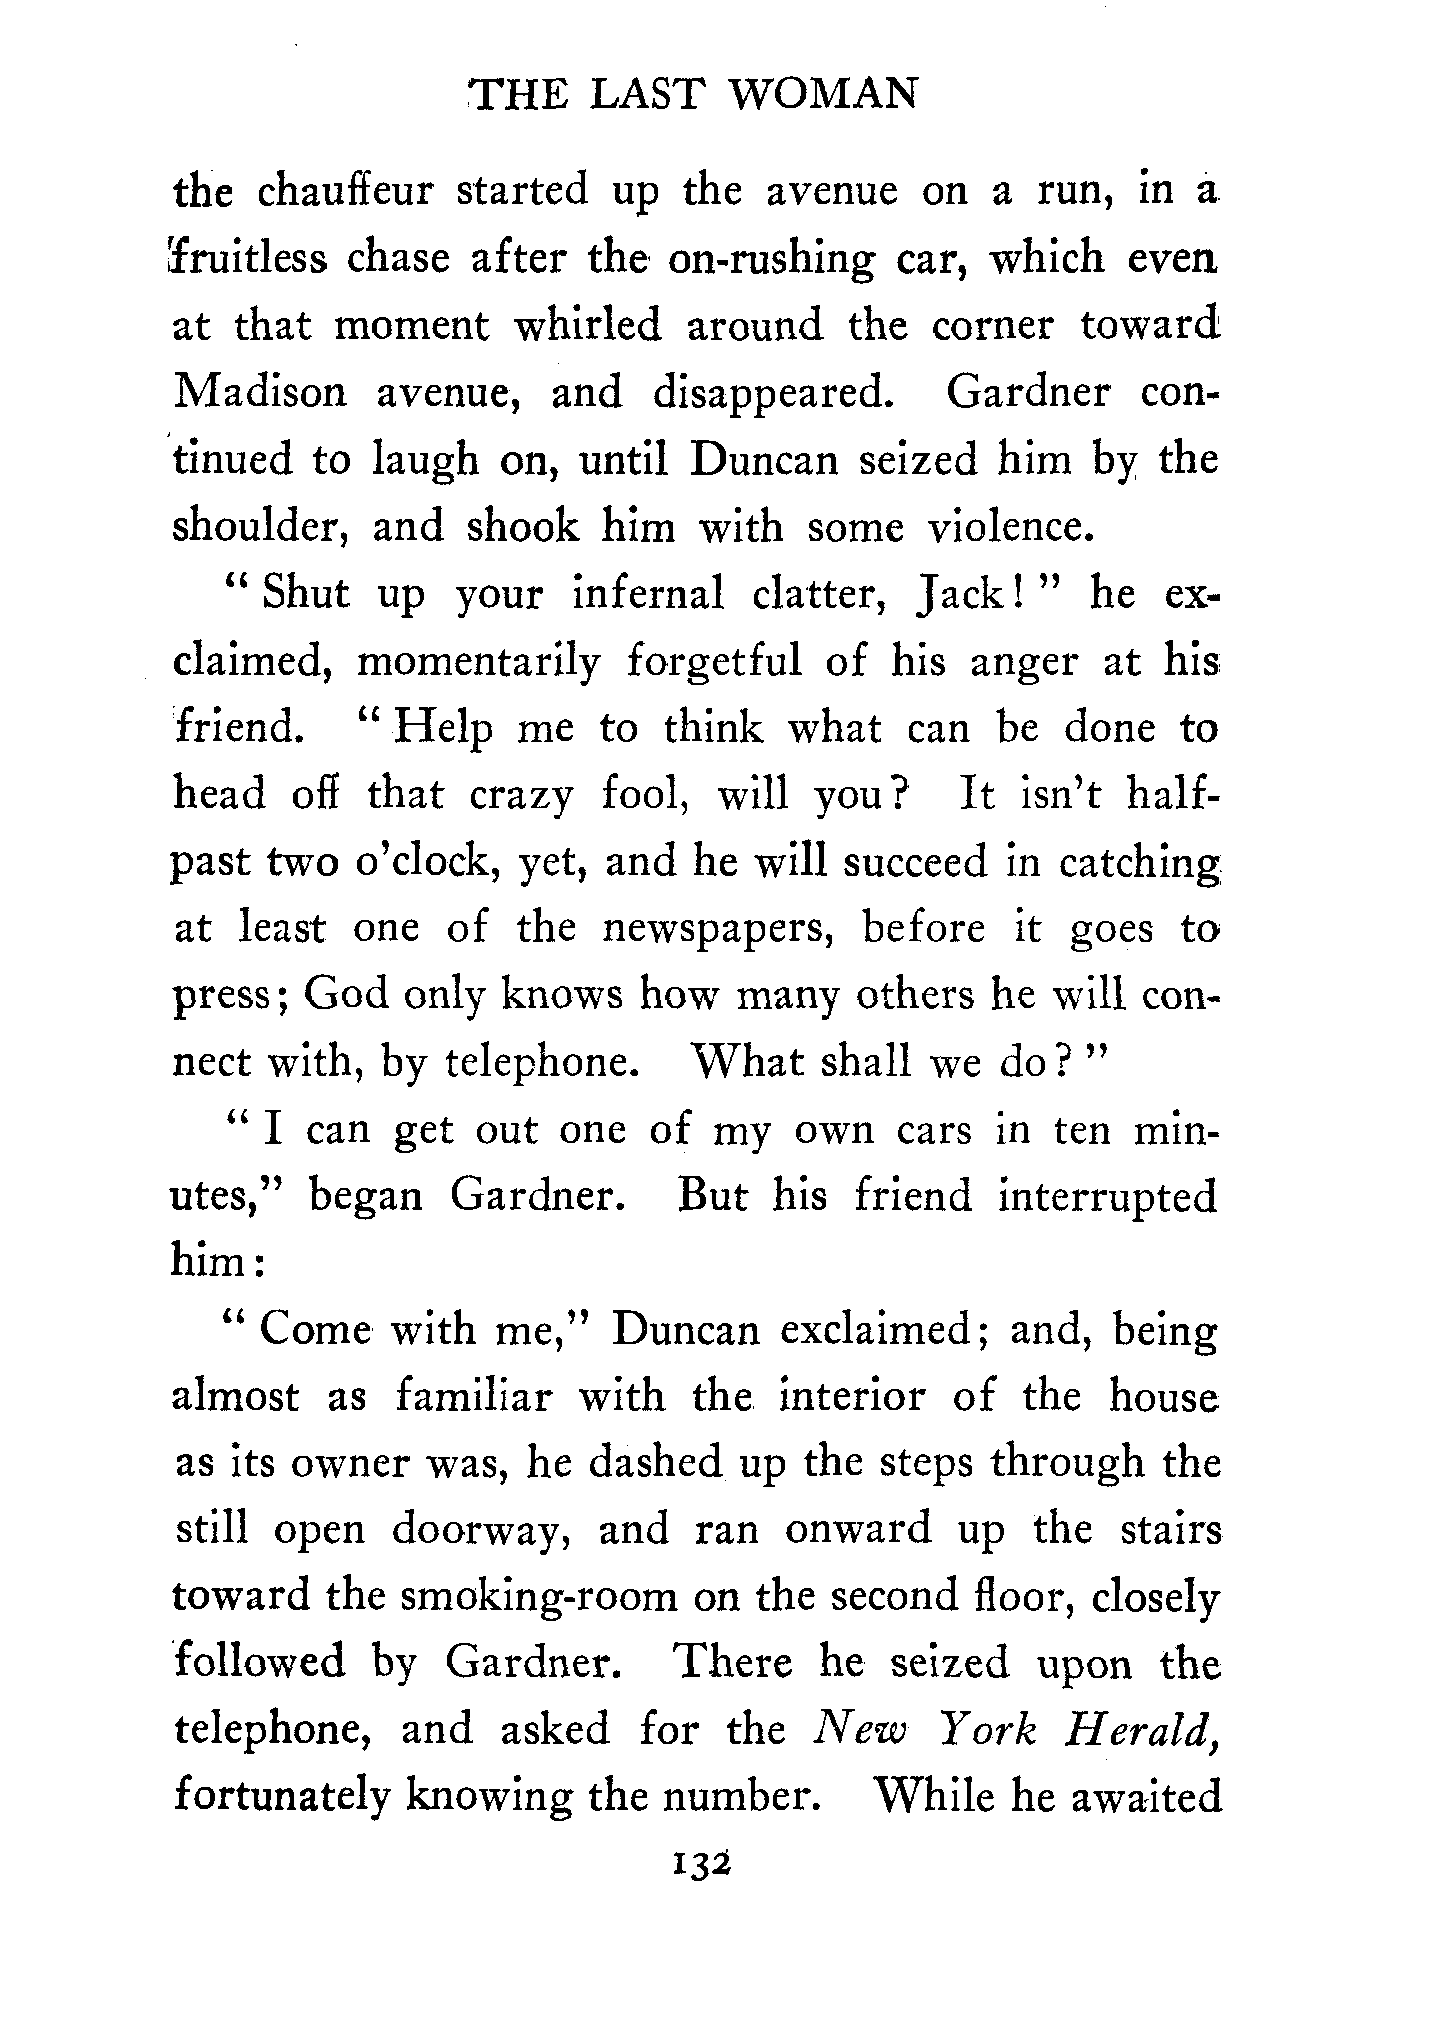 THE LAST WOMAN
the chauffeur started up the avenue on a run, in a
fruitless chase after the on-rushing car, which even
at that moment whirled around the corner toward
Madison avenue, and disappeared. Gardner con-
tinued to laugh on, until Duncan seized him by the
shoulder, and shook him with some violence.
“ Shut up your infernal clatter, Jack! ” he ex-
claimed, momentarily forgetful of his anger at his
friend. “ Help me to think what can be done to
head off that crazy fool, will you? It isn’t half-
past two o’clock, yet, and he will succeed in catching
at least one of the newspapers, before it goes to
press; God only knows how many others he will con-
nect with, by telephone. What shall we do? ”
“ I can get out one of my own cars in ten min-
utes,” began Gardner. But his friend interrupted
him:
“ Come with me,” Duncan exclaimed; and, being
almost as familiar with the interior of the house
as its owner was, he dashed up the steps through the
still open doorway, and ran onward up the stairs
toward the smoking-room on the second floor, closely
followed by Gardner. There he seized upon the
telephone, and asked for the New York Herald,
fortunately knowing the number. While he awaited
132